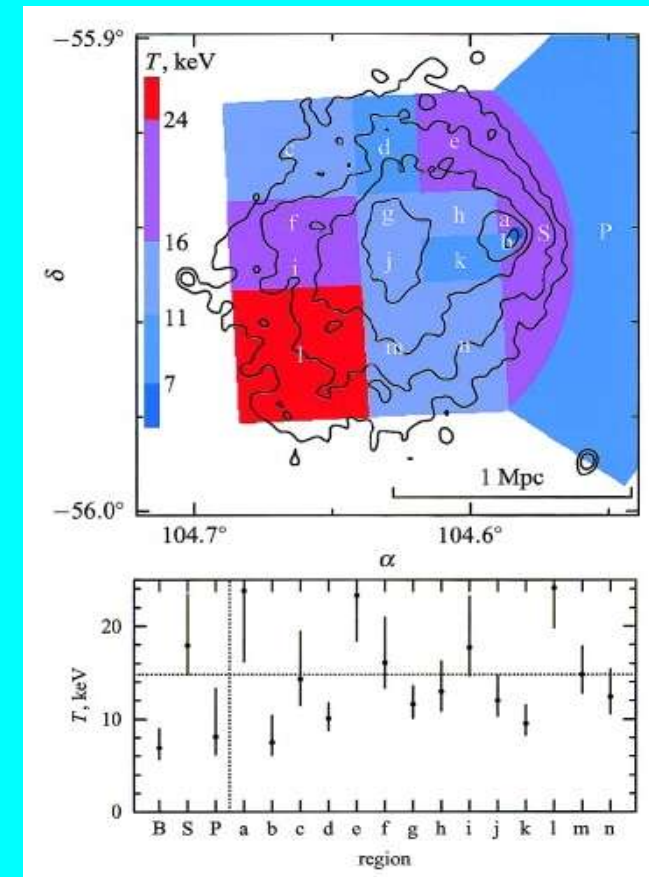 −55.9°
T, keV
24
16
11
7
c d e
f g h a S P
b
i j k
l m n
1 Mpc
δ
−56.0°
104.7° 104.6°
α
20
10
0
T, keV
B S P a b c d e f g h i j k l m n
region